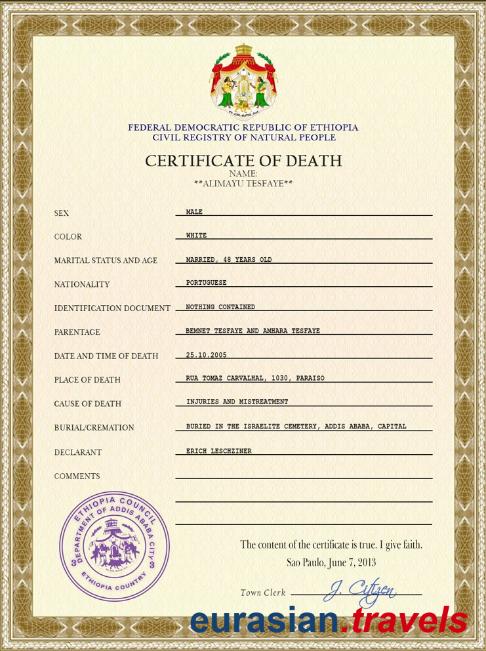 FEDERAL DEMOCRATIC REPUBLIC OF ETHIOPIA
CIVIL REGISTRY OF NATURAL PEOPLE
CERTIFICATE OF DEATH
NAME:
**ALIMAYU TESFAYE**
SEX MALE
COLOR WHITE
MARITAL STATUS AND AGE MARRIED, 48 YEARS OLD
NATIONALITY PORTUGUESE
IDENTIFICATION DOCUMENT NOTHING CONTAINED
PARENTAGE BEMNET TESFAYE AND AMHARA TESFAYE
DATE AND TIME OF DEATH 25.10.2005
PLACE OF DEATH RUA TOMAZ CARVALHAL, 1030, PARAISO
CAUSE OF DEATH INJURIES AND MISTREATMENT
BURIAL/CREMATION BURIED IN THE ISRAELITE CEMETERY, ADDIS ABABA, CAPITAL
DECLARANT ERICH LESCHZINER
COMMENTS
ETHIOPIA COUNCIL
DEPARTMENT OF ADDIS ABABA CITY
ETHIOPIA COUNTRY
The content of the certificate is true. I give faith.
Sao Paulo, June 7, 2013
Town Clerk J. Citizen
eurasian.travels